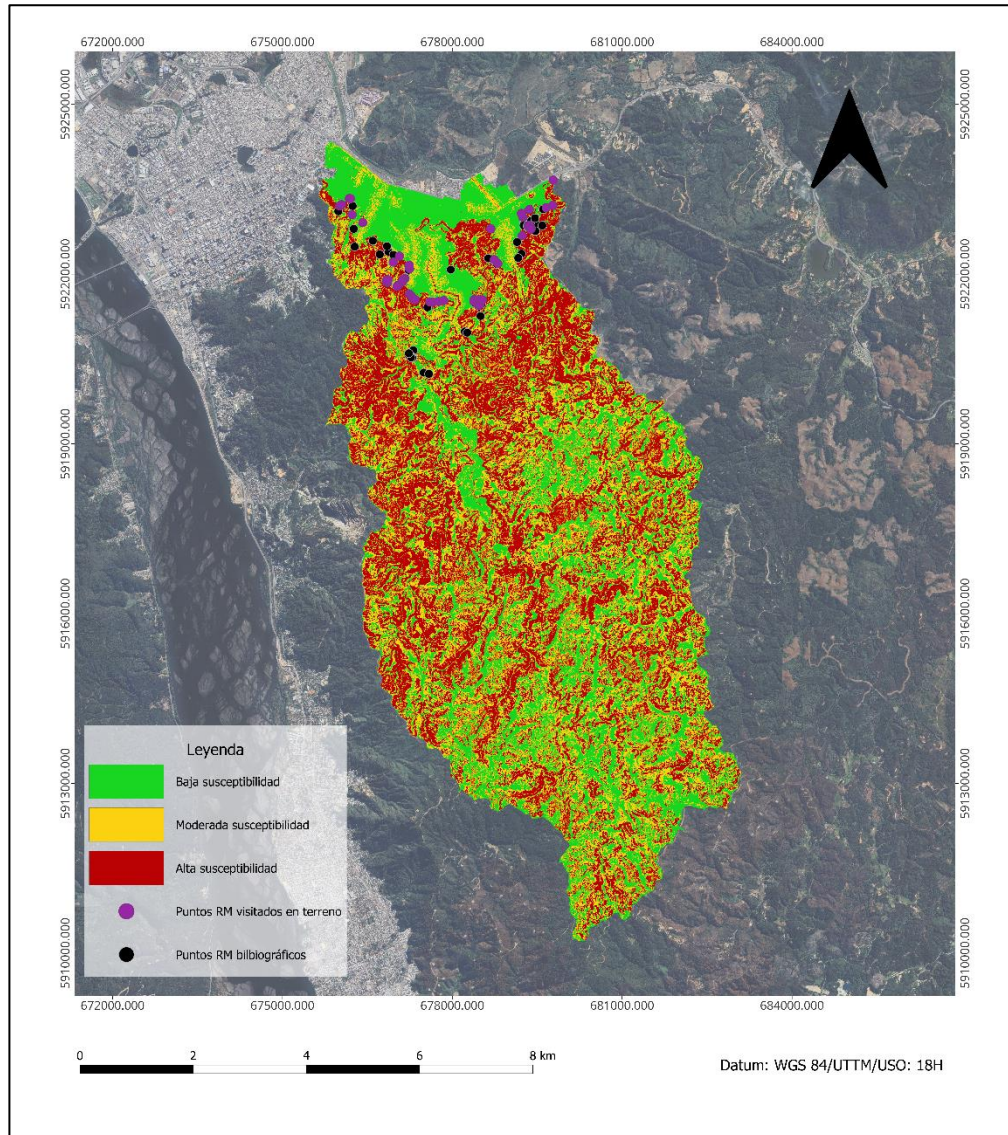 672000.000 675000.000 678000.000 681000.000 684000.000
5925000.000
5922000.000
5919000.000
5916000.000
5913000.000
5910000.000
5925000.000
5922000.000
5919000.000
5916000.000
5913000.000
5910000.000
Leyenda
Baja susceptibilidad
Moderada susceptibilidad
Alta susceptibilidad
Puntos RM visitados en terreno
Puntos RM bilbiográficos
672000.000 675000.000 678000.000 681000.000 684000.000
0 2 4 6 8 km
Datum: WGS 84/UTTM/USO: 18H